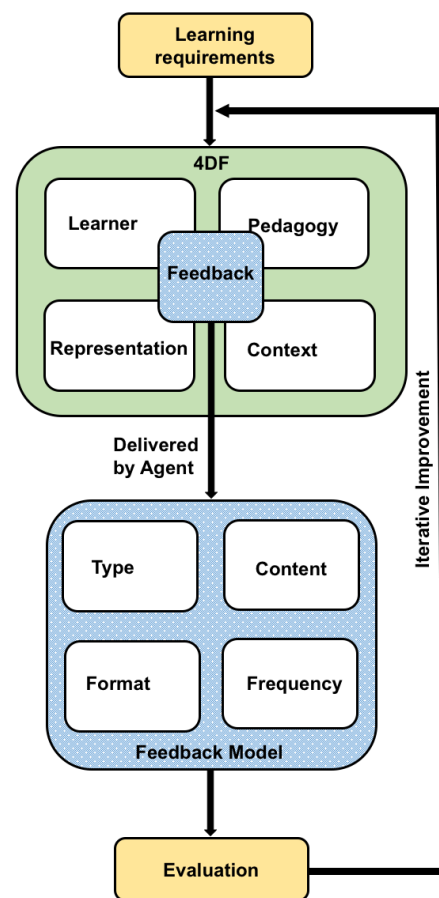 Learning
requirements
4DF
Learner
Pedagogy
Feedback
Representation
Context
Delivered
by Agent
Iterative Improvement
Type
Content
Format
Frequency
Feedback Model
Evaluation